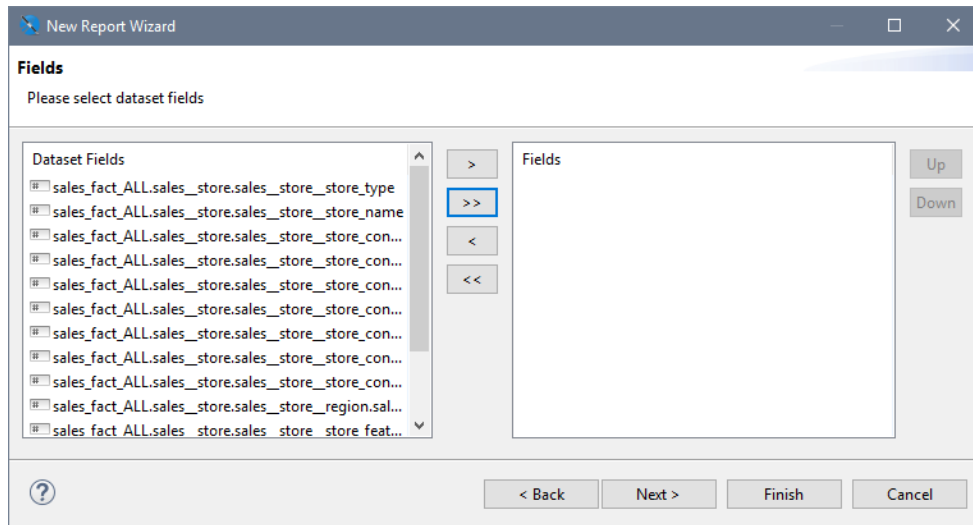 New Report Wizard
Fields
Please select dataset fields
Dataset Fields
sales_fact_ALL.sales__store.sales__store__store_type
sales_fact_ALL.sales__store.sales__store__store_name
sales_fact_ALL.sales__store.sales__store__store_con...
sales_fact_ALL.sales__store.sales__store__store_con...
sales_fact_ALL.sales__store.sales__store__store_con...
sales_fact_ALL.sales__store.sales__store__store_con...
sales_fact_ALL.sales__store.sales__store__store_con...
sales_fact_ALL.sales__store.sales__store__store_con...
sales_fact_ALL.sales__store.sales__store__store_con...
sales_fact_ALL.sales__store.sales__store__region.sal...
sales_fact_ALL.sales__store.sales__store__store_feat...
>
>>
<
<<
Fields
Up
Down
?
< Back
Next >
Finish
Cancel